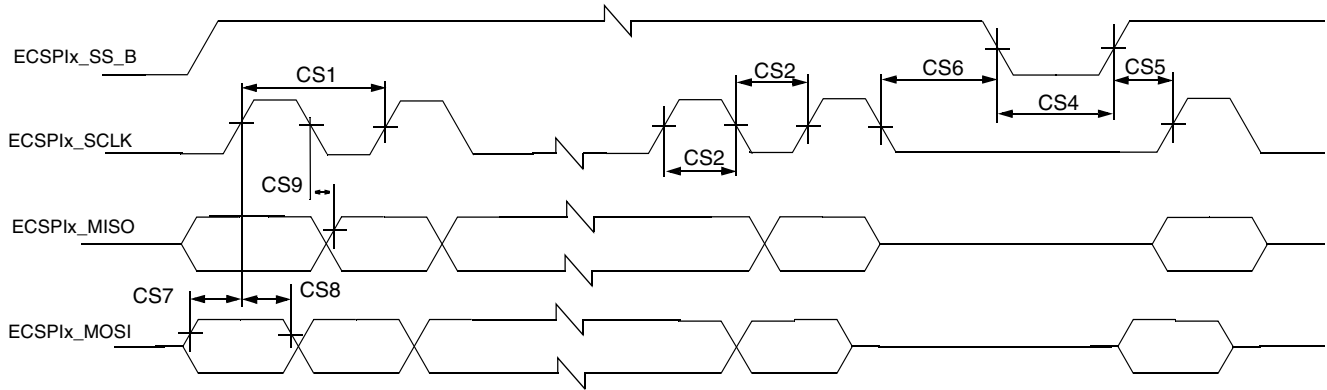 ECSPIx_SS_B
CS1
CS2
CS6
CS5
CS4
ECSPIx_SCLK
CS2
CS9
ECSPIx_MISO
CS7
CS8
ECSPIx_MOSI